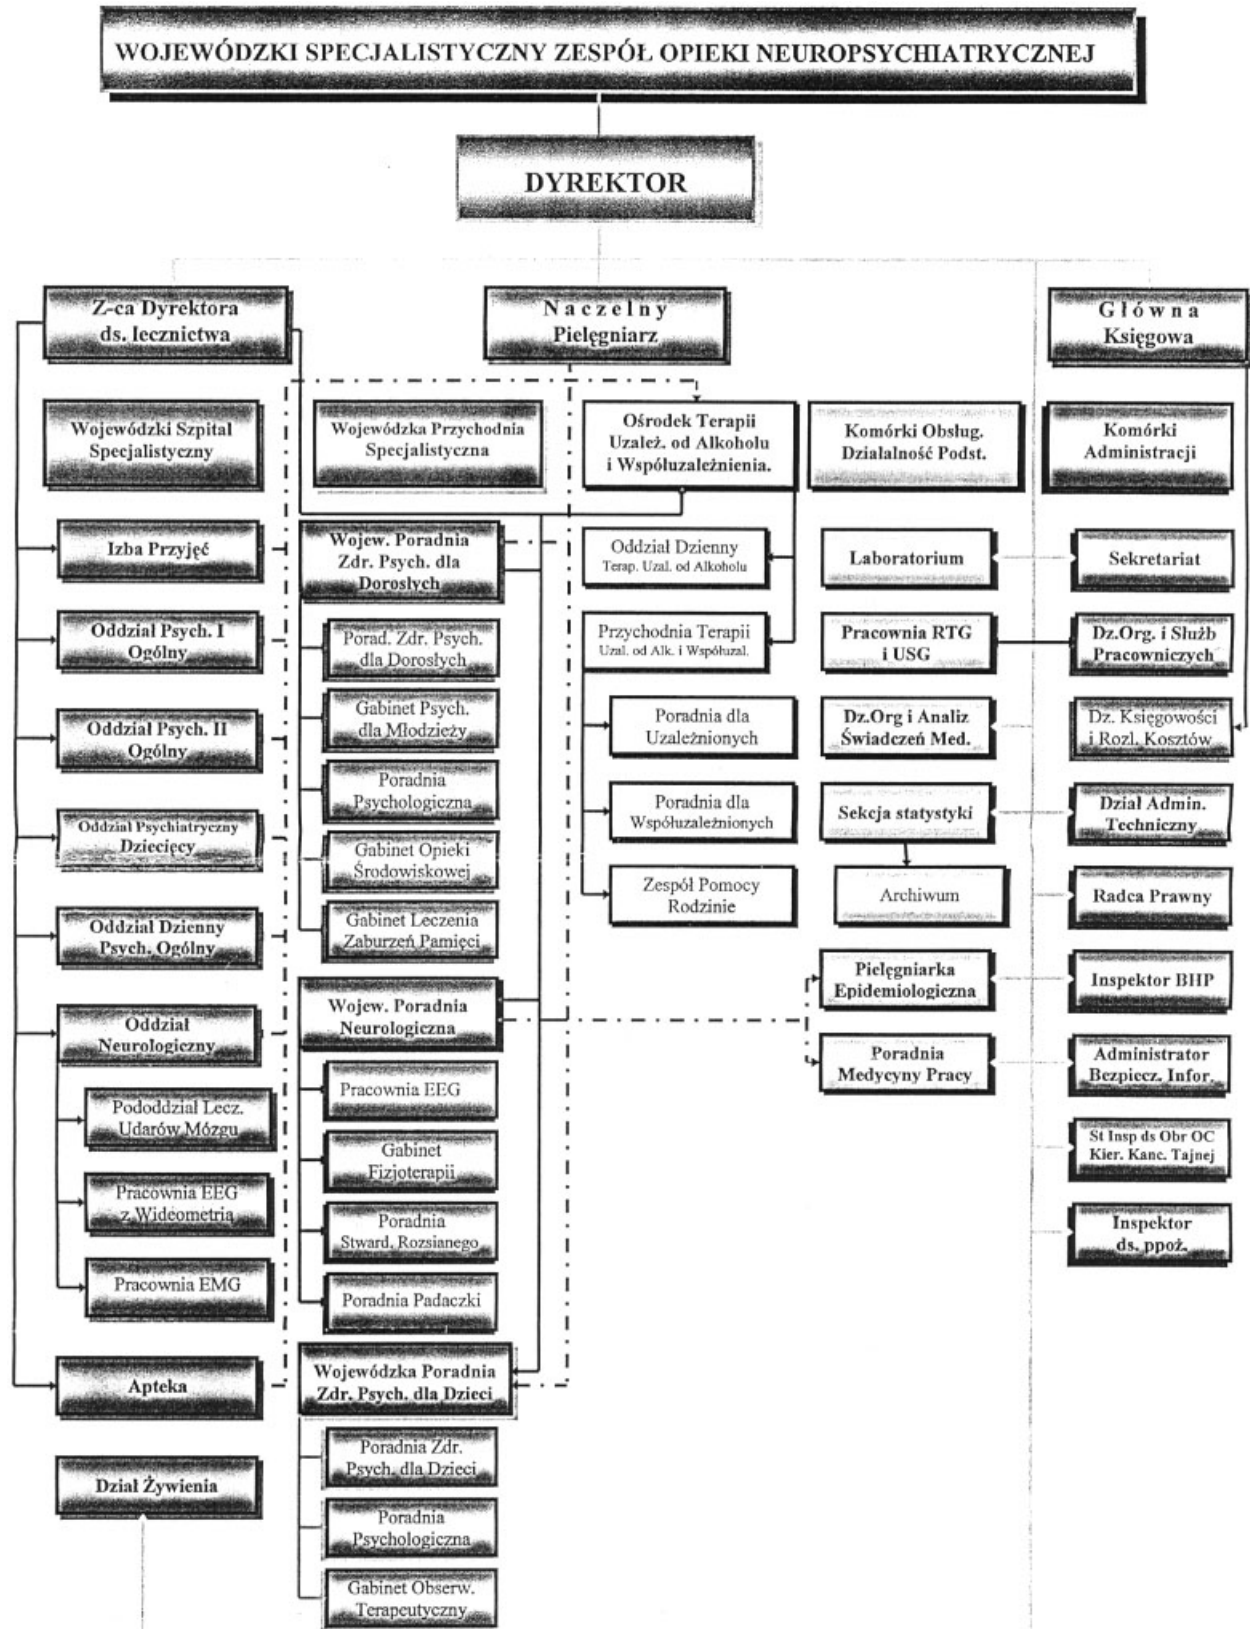 WOJEWÓDZKI SPECJALISTYCZNY ZESPÓŁ OPIEKI NEUROPSYCHIATRYCZNEJ
DYREKTOR
Z-ca Dyrektora
ds. lecznictwa
Naczelny
Pielęgniarz
Główna
Księgowa
Wojewódzki Szpital
Specjalistyczny
Wojewódzka Przychodnia
Specjalistyczna
Ośrodek Terapii
Uzależ. od Alkoholu
i Współuzależnienia.
Komórki Obsług.
Działalność Podst.
Komórki
Administracji
Izba Przyjęć
Oddział Psych. I
Ogólny
Oddział Psych. II
Ogólny
Oddział Psychiatryczny
Dziecięcy
Oddział Dzienny
Psych. Ogólny
Oddział
Neurologiczny
Pododdział Lecz.
Udarów Mózgu
Pracownia EEG
z Wideometrią
Pracownia EMG
Apteka
Dział Żywienia
Wojew. Poradnia
Zdr. Psych. dla
Dorosłych
Porad. Zdr. Psych.
dla Dorosłych
Gabinet Psych.
dla Młodzieży
Poradnia
Psychologiczna
Gabinet Opieki
Środowiskowej
Gabinet Leczenia
Zaburzeń Pamięci
Wojew. Poradnia
Neurologiczna
Pracownia EEG
Gabinet
Fizjoterapii
Poradnia
Stward. Rozsianego
Poradnia Padaczki
Wojewódzka Poradnia
Zdr. Psych. dla Dzieci
Poradnia Zdr.
Psych. dla Dzieci
Poradnia
Psychologiczna
Gabinet Obserw.
Terapeutyczny
Oddział Dzienny
Terap. Uzal. od Alkoholu
Przychodnia Terapii
Uzal. od Alk. i Współuzal.
Poradnia dla
Uzależnionych
Poradnia dla
Współuzależnionych
Zespół Pomocy
Rodzinie
Laboratorium
Pracownia RTG
i USG
Dz.Org i Analiz
Świadczeń Med.
Sekcja statystyki
Archiwum
Pielęgniarka
Epidemiologiczna
Poradnia
Medycyny Pracy
Sekretariat
Dz.Org. i Służb
Pracowniczych
Dz. Księgowości
i Rozl. Kosztów
Dział Admin.
Techniczny
Radca Prawny
Inspektor BHP
Administrator
Bezpiecz. Infor.
St Insp ds Obr OC
Kier. Kanc. Tajnej
Inspektor
ds. ppoż.